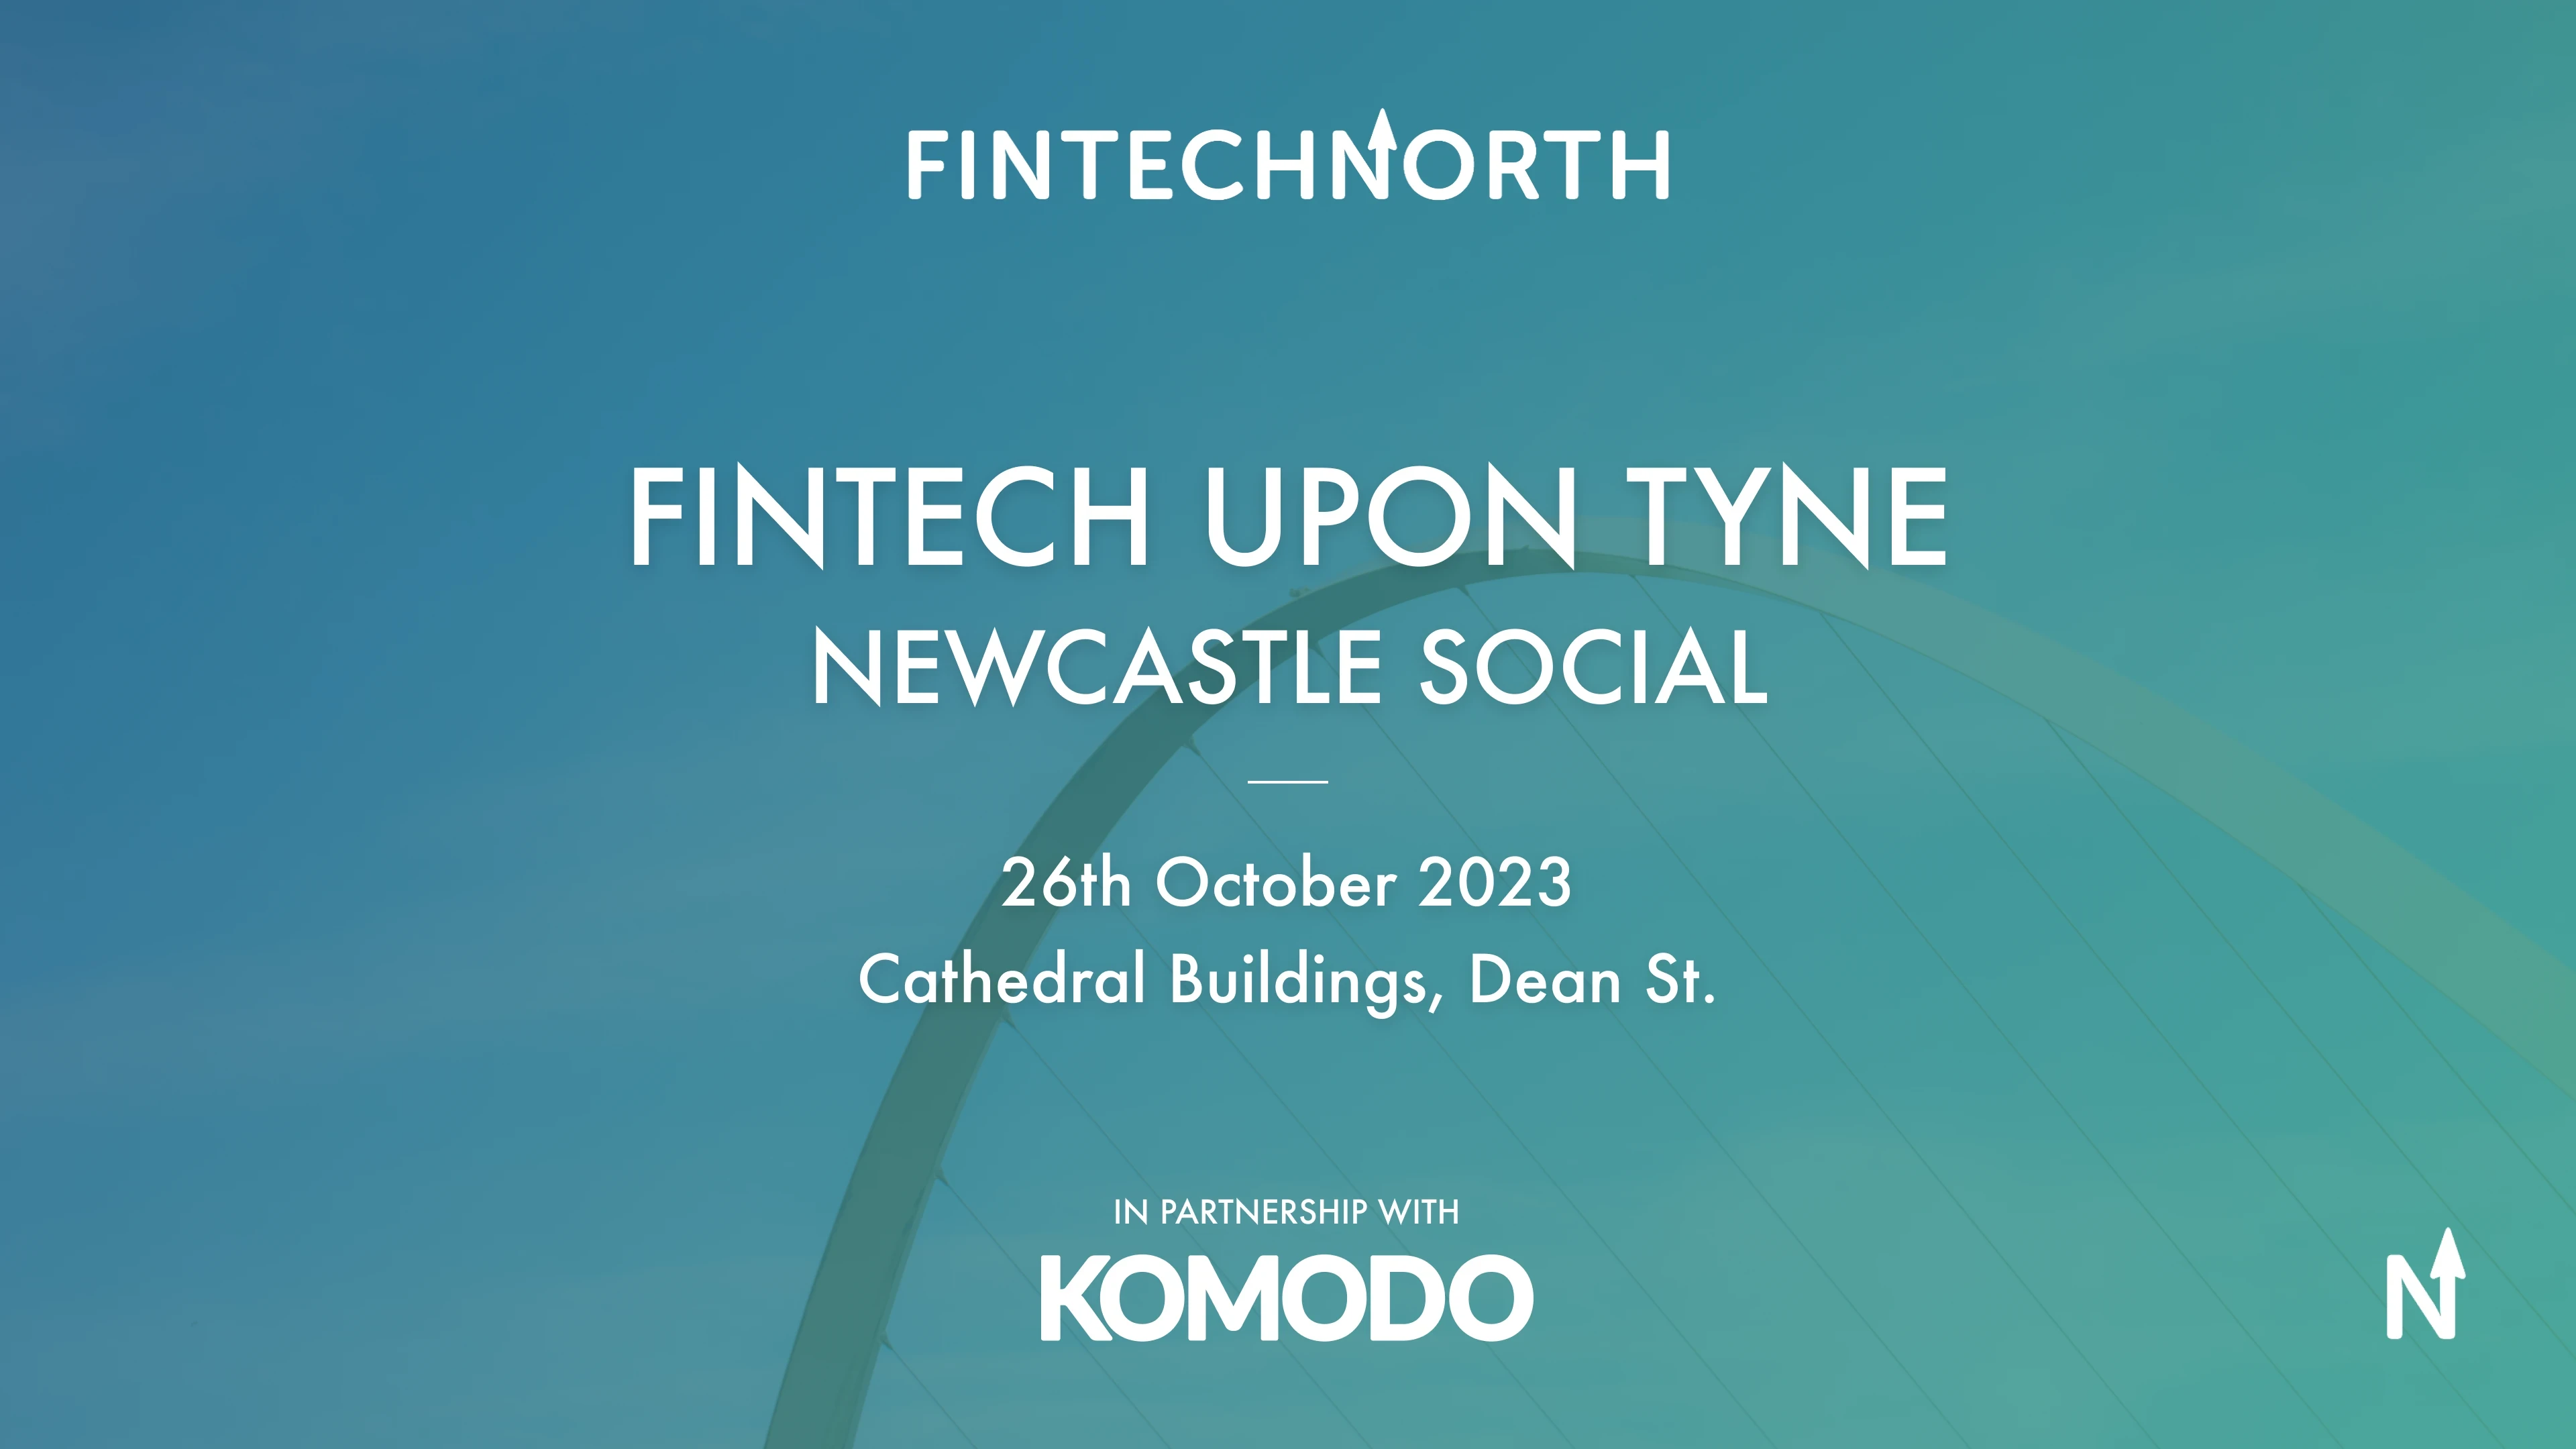 FINTECHNORTH
FINTECH UPON TYNE
NEWCASTLE SOCIAL
26th October 2023
Cathedral Buildings, Dean St.
IN PARTNERSHIP WITH
KOMODO
N